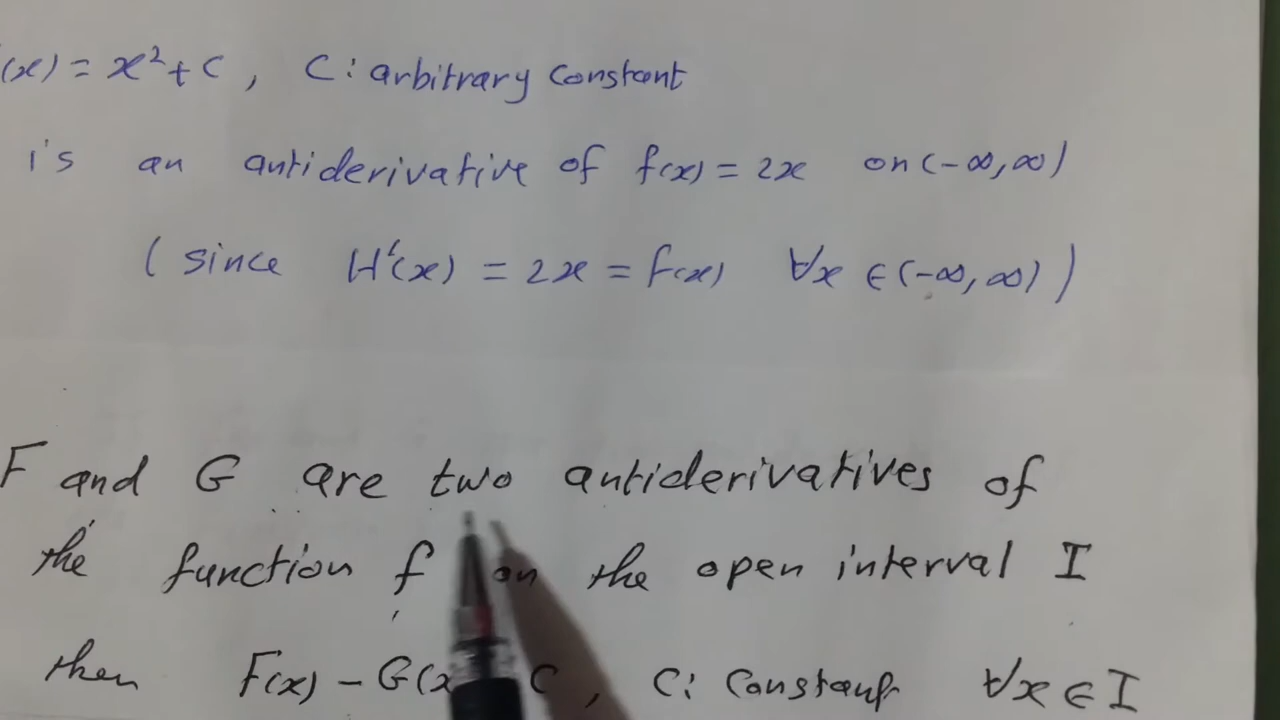 (x) = x² + C , C : arbitrary constant
is an antiderivative of f(x) = 2x on (-∞, ∞)
( since H'(x) = 2x = f(x) ∀x ∈ (-∞, ∞) )
F and G are two antiderivatives of
the function f on the open interval I
then F(x) - G(x C , C : Constant ∀x ∈ I